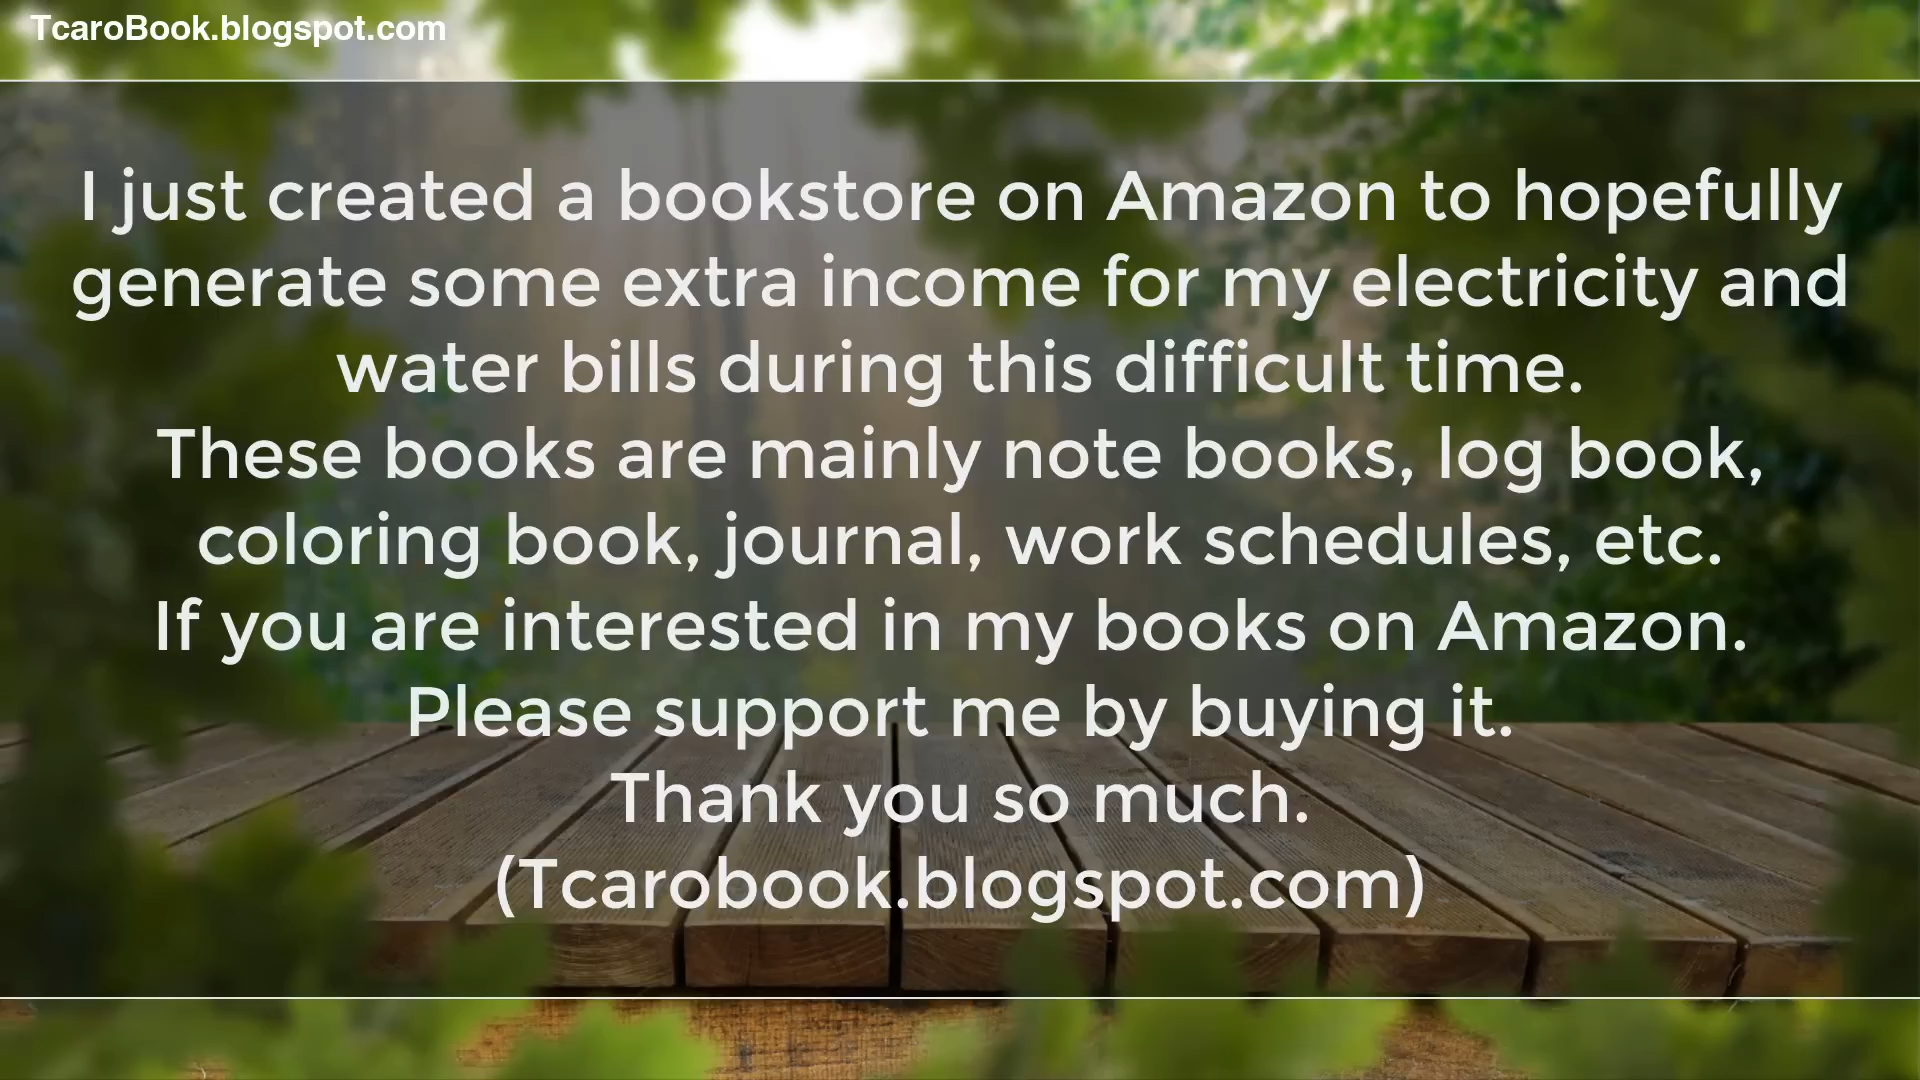 TcaroBook.blogspot.com
I just created a bookstore on Amazon to hopefully
generate some extra income for my electricity and
water bills during this difficult time.
These books are mainly note books, log book,
coloring book, journal, work schedules, etc.
If you are interested in my books on Amazon.
Please support me by buying it.
Thank you so much.
(Tcarobook.blogspot.com)